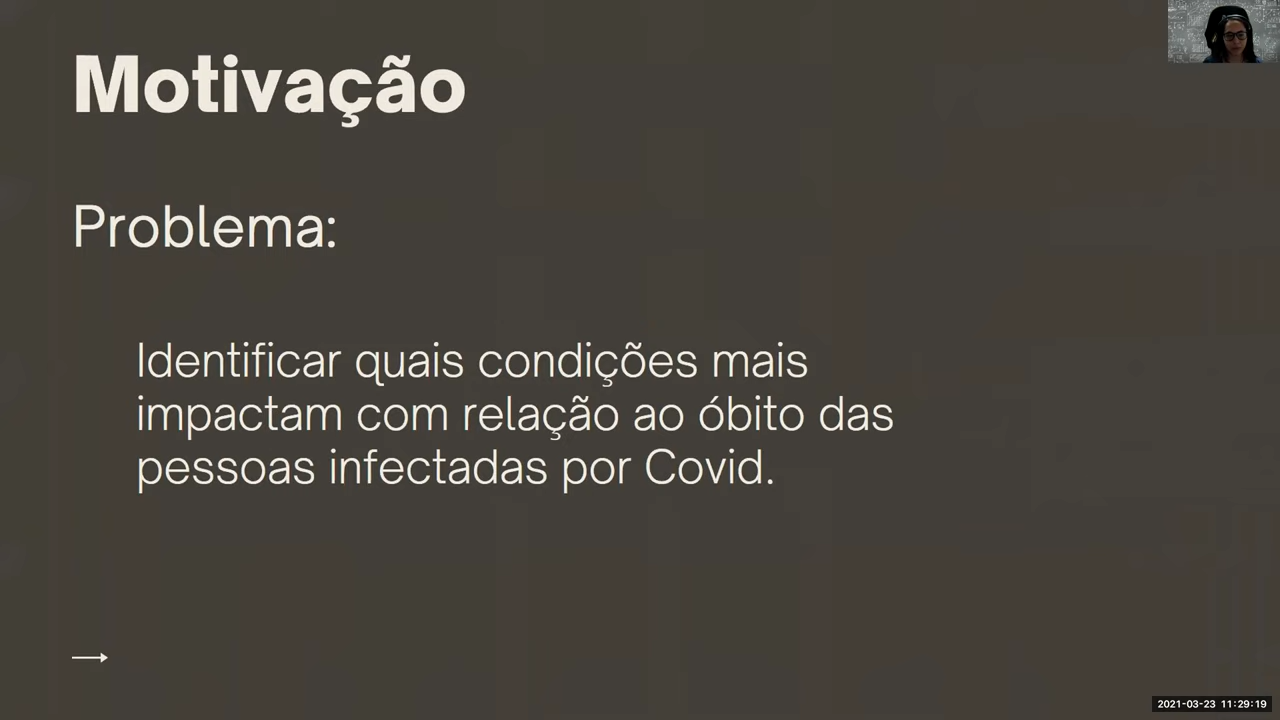 Motivação
Problema:
Identificar quais condições mais
impactam com relação ao óbito das
pessoas infectadas por Covid.
2021-03-23 11:29:19